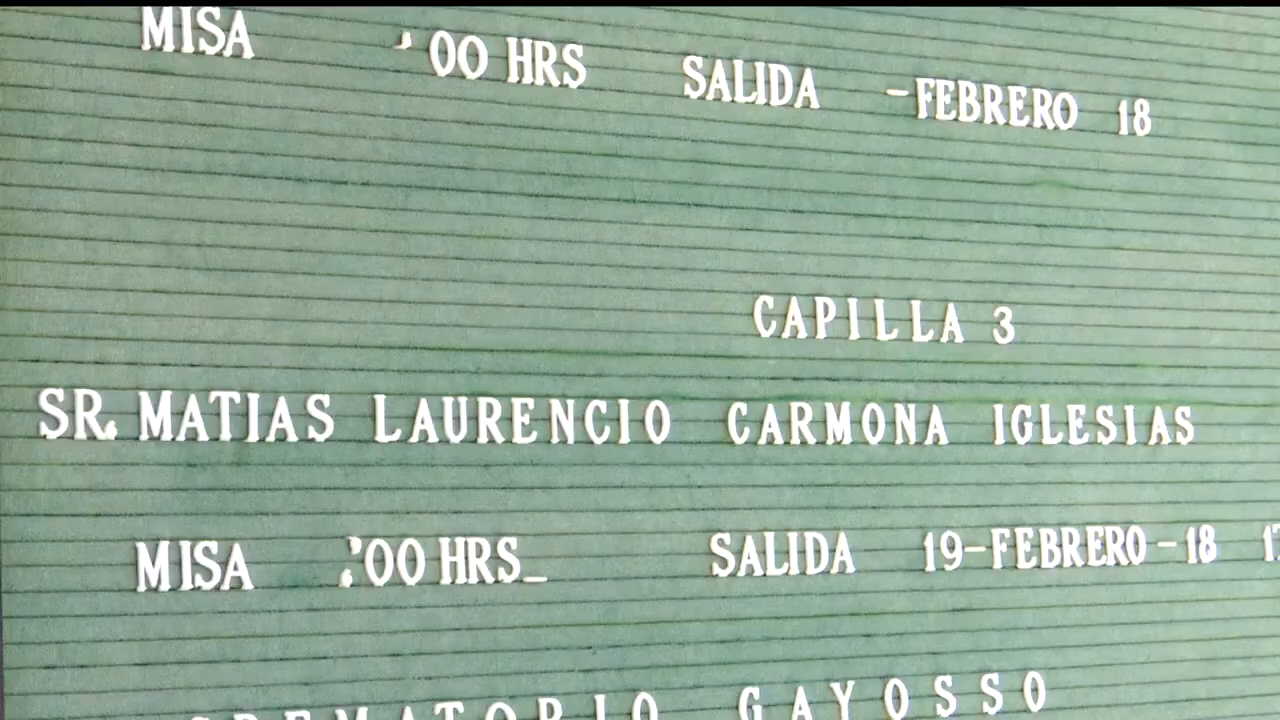 MISA ' 00 HRS SALIDA -FEBRERO 18
CAPILLA 3
SR. MATIAS LAURENCIO CARMONA IGLESIAS
MISA :'00 HRS_ SALIDA 19-FEBRERO-18
CREMATORIO GAYOSSO